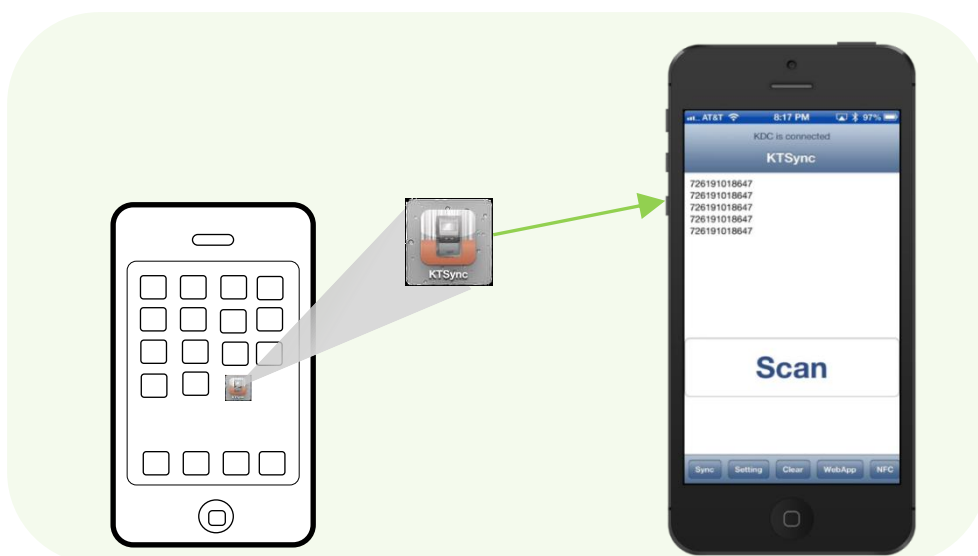 KTSync
AT&T 8:17 PM 97%
KDC is connected
KTSync
726191018647
726191018647
726191018647
726191018647
726191018647
Scan
Sync Setting Clear WebApp NFC